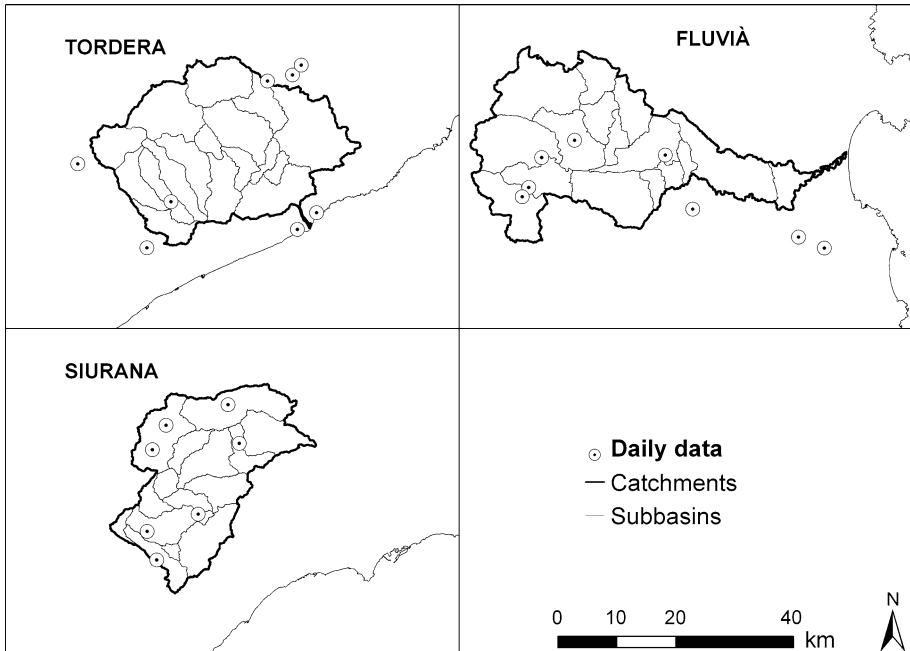 TORDERA
FLUVIÀ
SIURANA
Daily data
Catchments
Subbasins
0 10 20 40
km
N